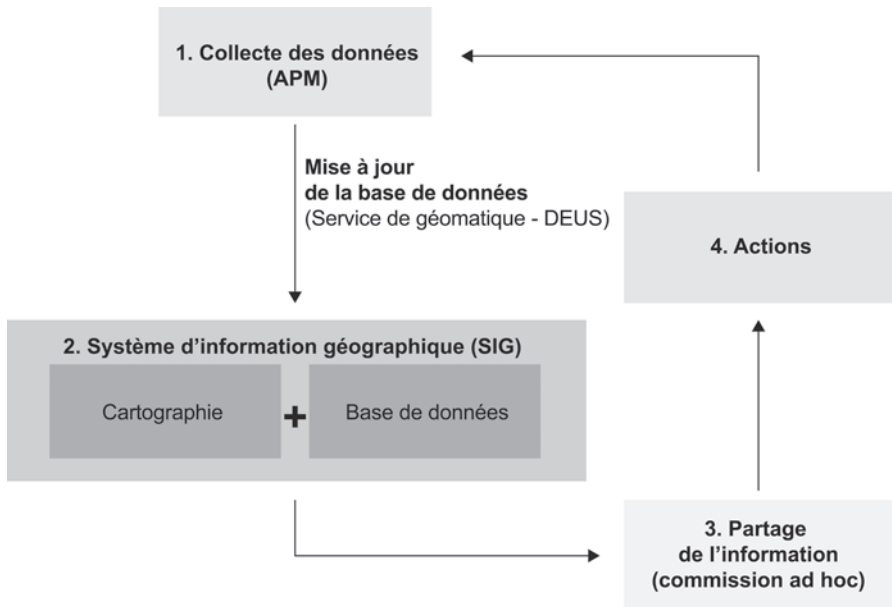 1. Collecte des données
(APM)
Mise à jour
de la base de données
(Service de géomatique - DEUS)
2. Système d’information géographique (SIG)
Cartographie
+
Base de données
3. Partage
de l’information
(commission ad hoc)
4. Actions